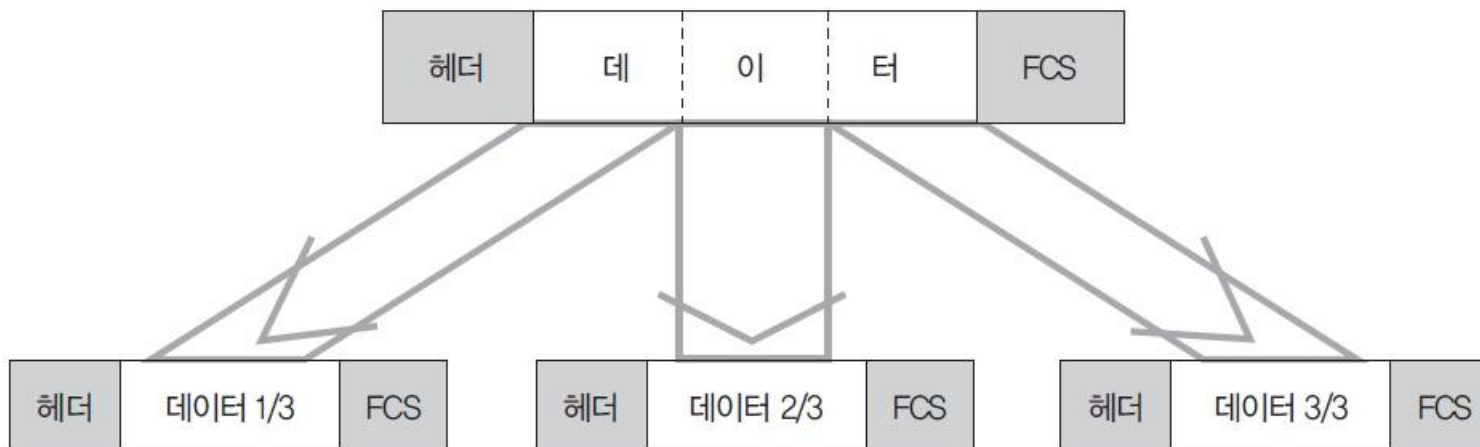 헤더 데 이 터 FCS
헤더 데이터 1/3 FCS 헤더 데이터 2/3 FCS 헤더 데이터 3/3 FCS